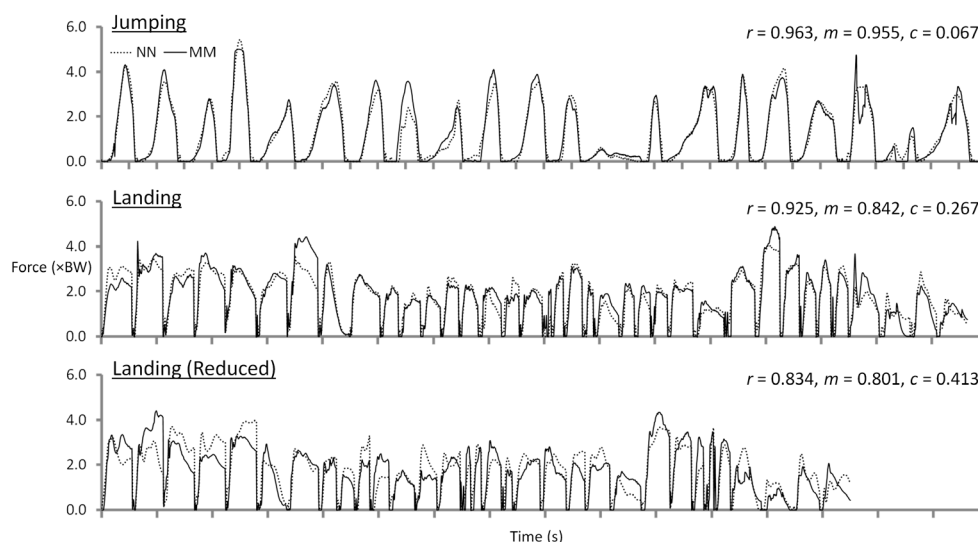 Jumping
NN MM
r = 0.963, m = 0.955, c = 0.067
6.0
4.0
2.0
0.0
Landing
r = 0.925, m = 0.842, c = 0.267
6.0
4.0
Force (×BW)
2.0
0.0
Landing (Reduced)
r = 0.834, m = 0.801, c = 0.413
6.0
4.0
2.0
0.0
Time (s)